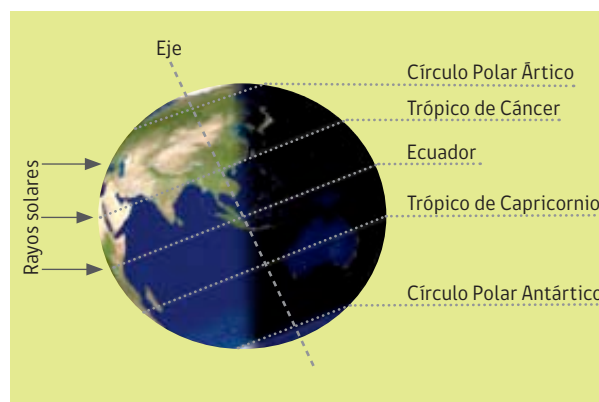 Eje
Círculo Polar Ártico
Trópico de Cáncer
Ecuador
Trópico de Capricornio
Círculo Polar Antártico
Rayos solares